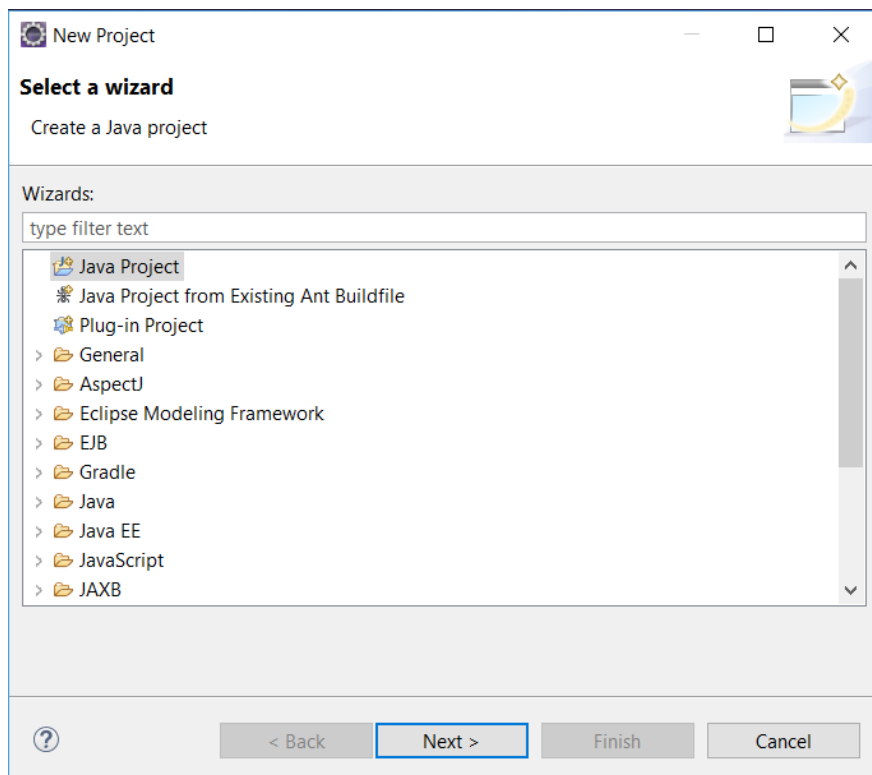 New Project
Select a wizard
Create a Java project
Wizards:
type filter text
Java Project
Java Project from Existing Ant Buildfile
Plug-in Project
General
AspectJ
Eclipse Modeling Framework
EJB
Gradle
Java
Java EE
JavaScript
JAXB
? < Back Next > Finish Cancel